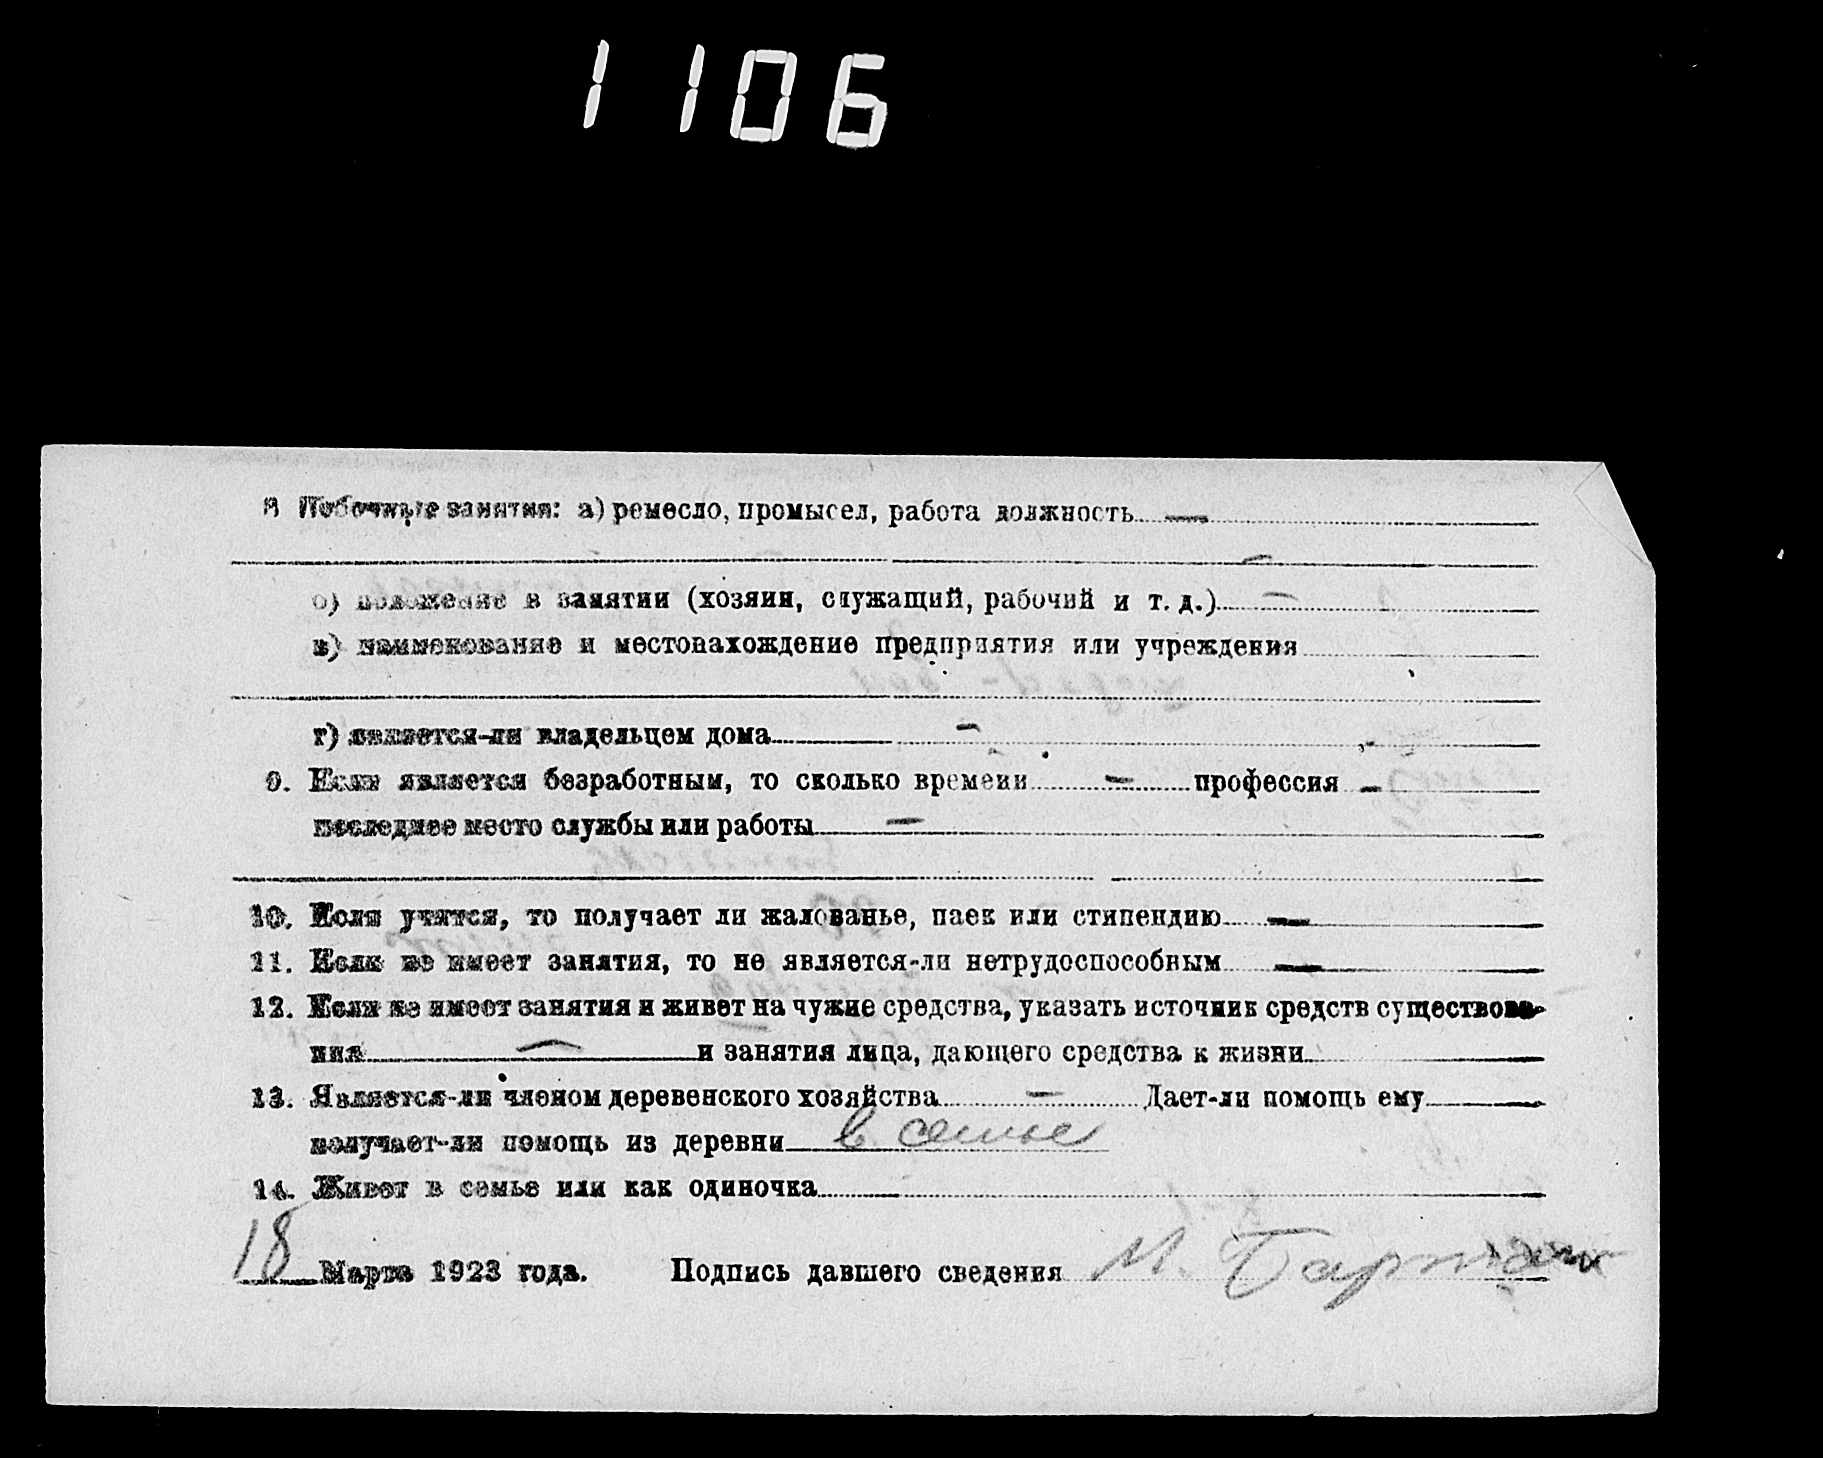 1106
8 Побочные занятия: а) ремесло, промысел, работа должность —
—
б) положение в занятии (хозяин, служащий, рабочий и т. д.) —
в) наименование и местонахождение предприятия или учреждения
г) является-ли владельцем дома —
9. Если является безработным, то сколько времени — профессия —
последнее место службы или работы —
10. Если учится, то получает ли жалованье, паек или стипендию —
11. Если не имеет занятия, то не является-ли нетрудоспособным —
12. Если не имеет занятия и живет на чужие средства, указать источник средств существова-
ния — и занятия лица, дающего средства к жизни
13. Является-ли членом деревенского хозяйства — Дает-ли помощь ему
получает-ли помощь из деревни в семье
14. Живет в семье или как одиночка
18 Марта 1923 года. Подпись давшего сведения М.